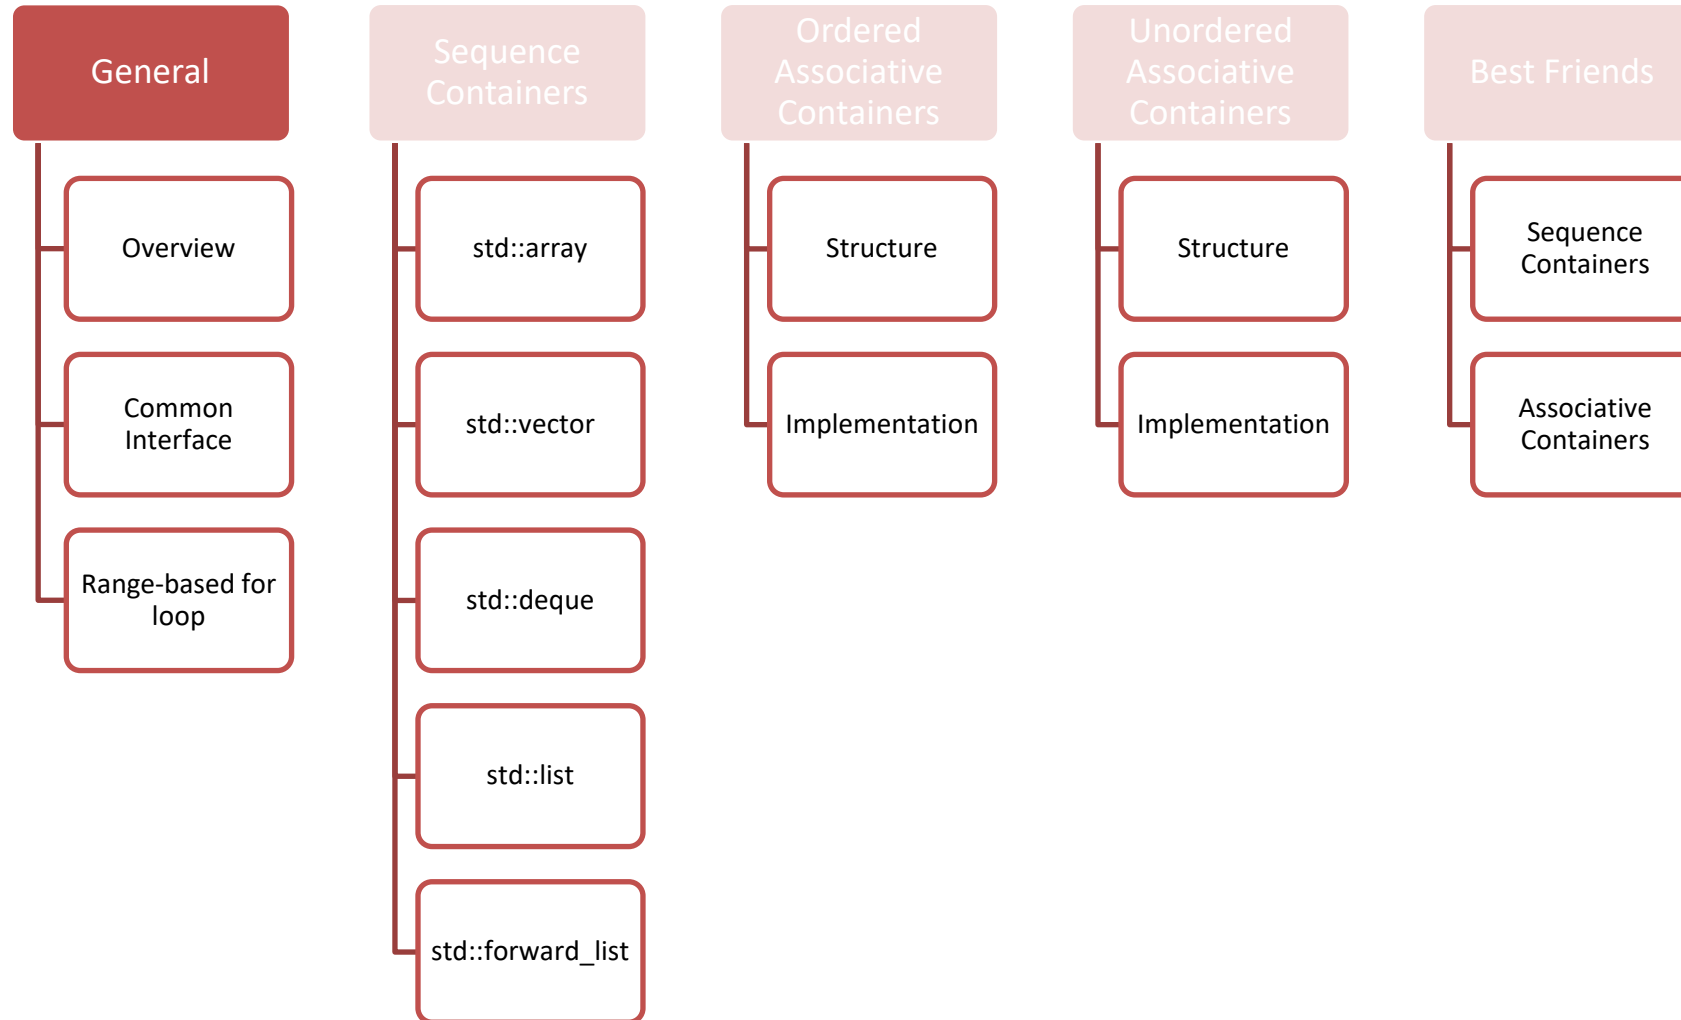 General
Overview
Common
Interface
Range-based for
loop
Sequence
Containers
std::array
std::vector
std::deque
std::list
std::forward_list
Ordered
Associative
Containers
Structure
Implementation
Unordered
Associative
Containers
Structure
Implementation
Best Friends
Sequence
Containers
Associative
Containers